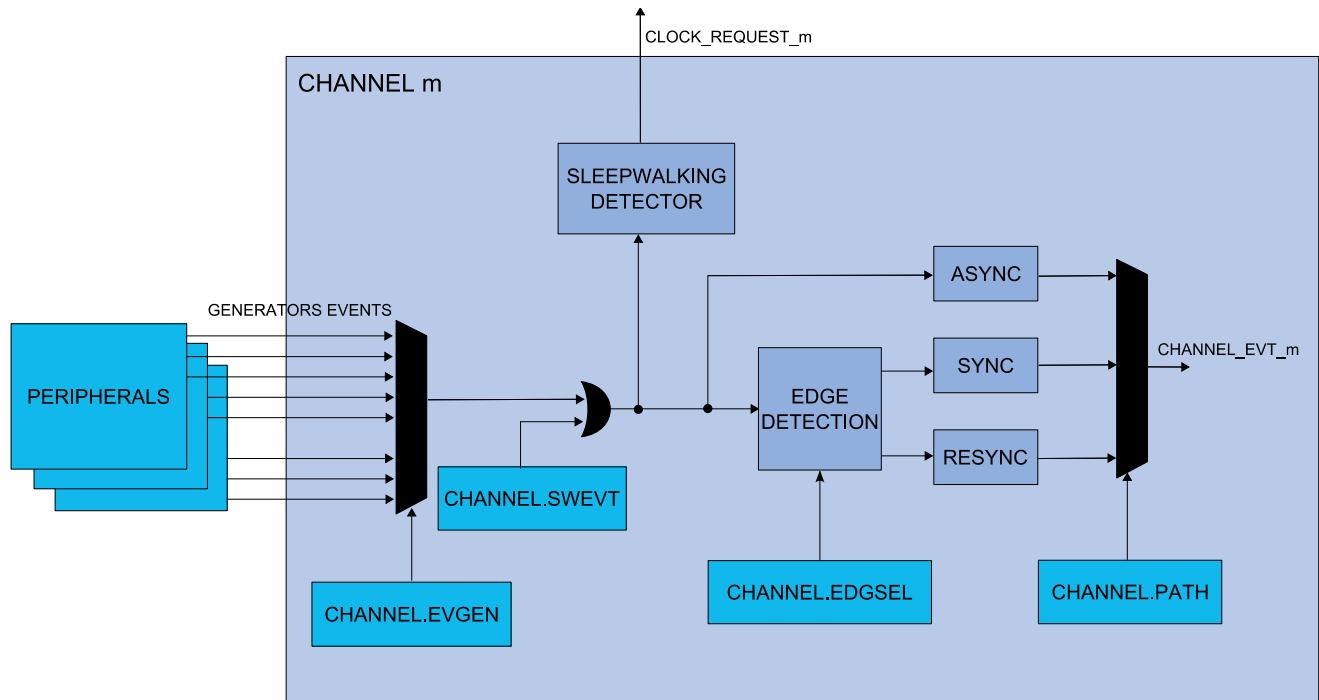 CLOCK_REQUEST_m
CHANNEL m
SLEEPWALKING
DETECTOR
ASYNC
GENERATORS EVENTS
CHANNEL_EVT_m
SYNC
PERIPHERALS
EDGE
DETECTION
RESYNC
CHANNEL.SWEVT
CHANNEL.EVGEN
CHANNEL.EDGSEL
CHANNEL.PATH